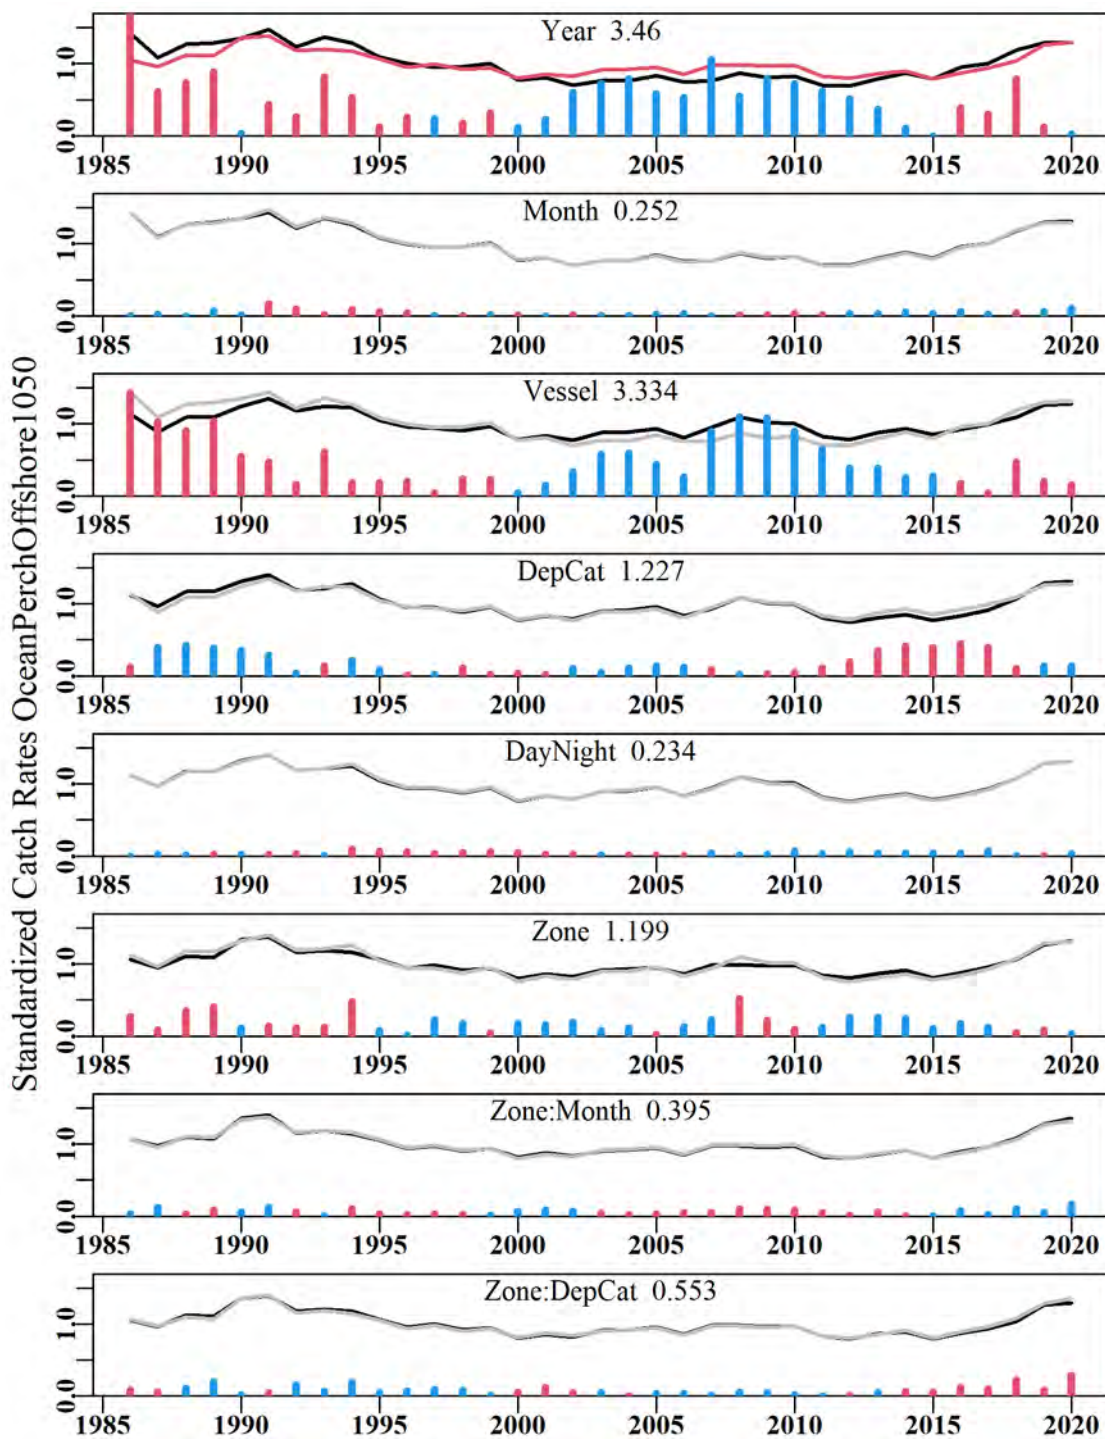 Standardized Catch Rates OceanPerchOffshore1050
Year 3.46
1.0
0.0
1985 1990 1995 2000 2005 2010 2015 2020
Month 0.252
1.0
0.0
1985 1990 1995 2000 2005 2010 2015 2020
Vessel 3.334
1.0
0.0
1985 1990 1995 2000 2005 2010 2015 2020
DepCat 1.227
1.0
0.0
1985 1990 1995 2000 2005 2010 2015 2020
DayNight 0.234
1.0
0.0
1985 1990 1995 2000 2005 2010 2015 2020
Zone 1.199
1.0
0.0
1985 1990 1995 2000 2005 2010 2015 2020
Zone:Month 0.395
1.0
0.0
1985 1990 1995 2000 2005 2010 2015 2020
Zone:DepCat 0.553
1.0
0.0
1985 1990 1995 2000 2005 2010 2015 2020